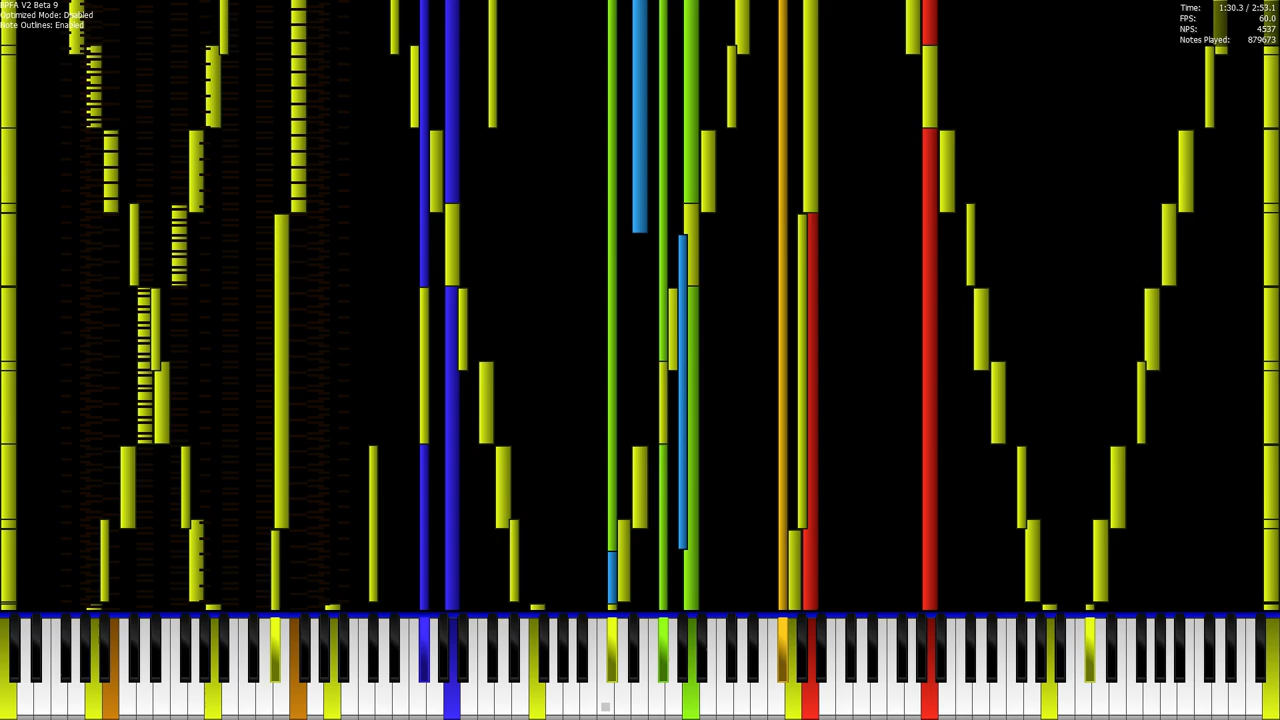 PFA V2 Beta 9
Optimized Mode: Disabled
Note Outlines: Enabled
Time: 1:30.3 / 2:53.1
FPS: 60.0
NPS: 4537
Notes Played: 879673